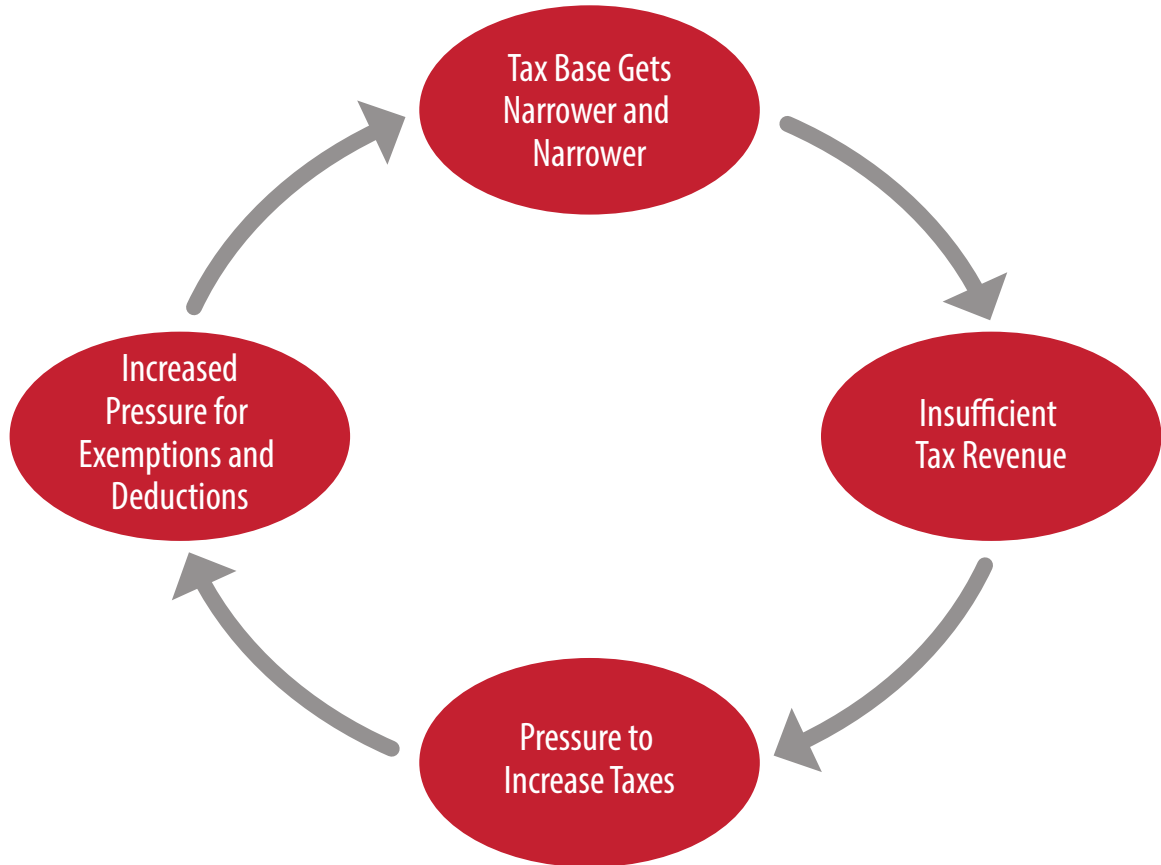 Tax Base Gets
Narrower and
Narrower
Insufficient
Tax Revenue
Pressure to
Increase Taxes
Increased
Pressure for
Exemptions and
Deductions